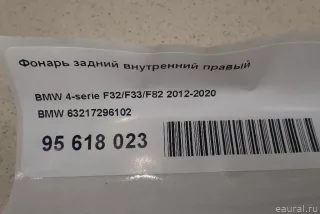 Фонарь задний внутренний правый
BMW 4-serie F32/F33/F82 2012-2020
BMW 63217296102
95 618 023
eaural.ru